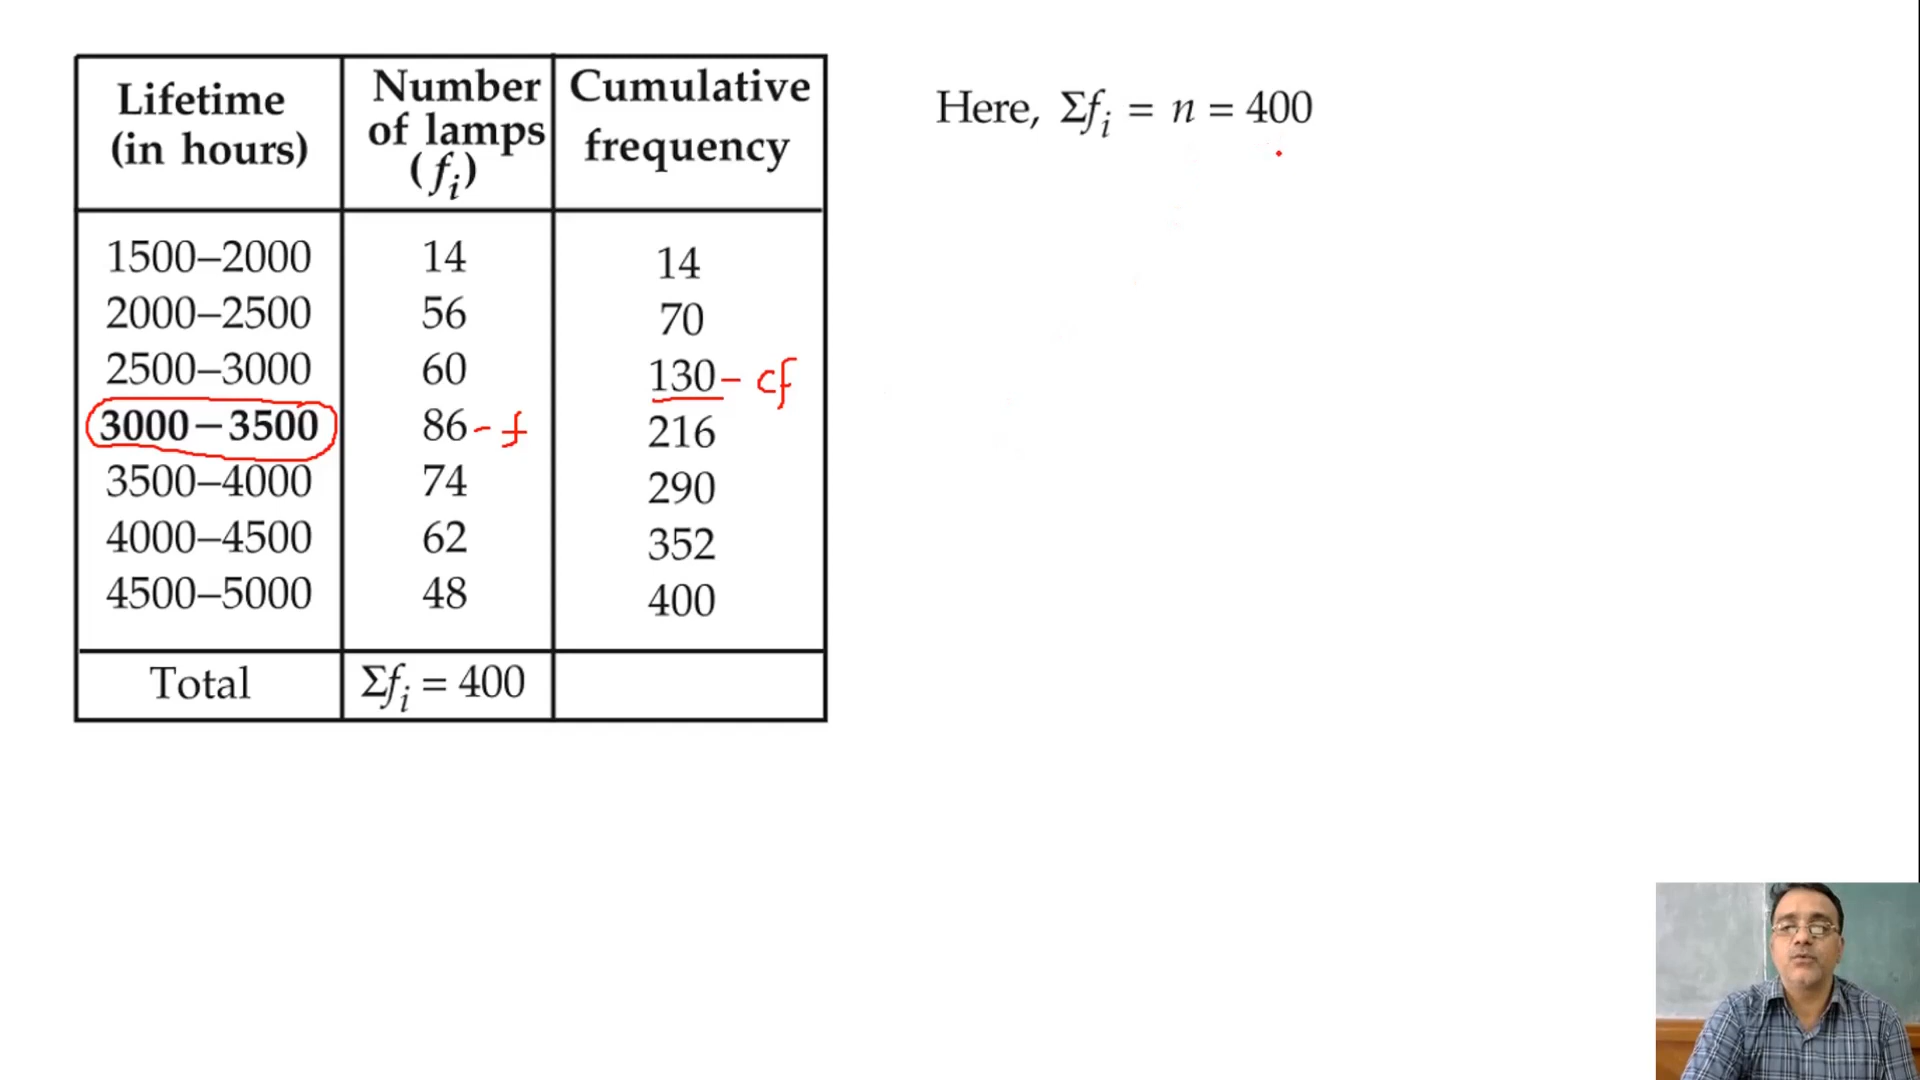 Lifetime (in hours) Number of lamps (fi) Cumulative frequency
1500–2000 14 14
2000–2500 56 70
2500–3000 60 130 – cf
3000–3500 86 – f 216
3500–4000 74 290
4000–4500 62 352
4500–5000 48 400
Total Σfi = 400
Here, Σfi = n = 400